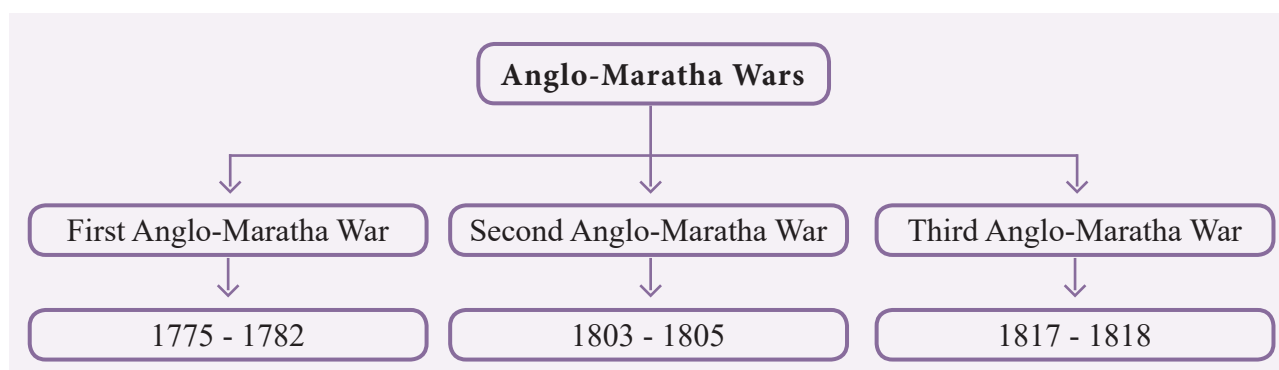 Anglo-Maratha Wars
First Anglo-Maratha War
Second Anglo-Maratha War
Third Anglo-Maratha War
1775 - 1782
1803 - 1805
1817 - 1818